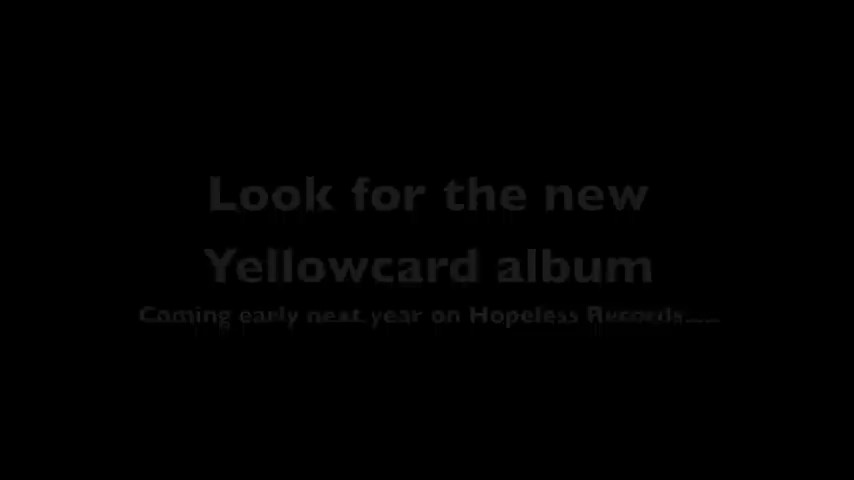 Look for the new
Yellowcard album
Coming early next year on Hopeless Records.....